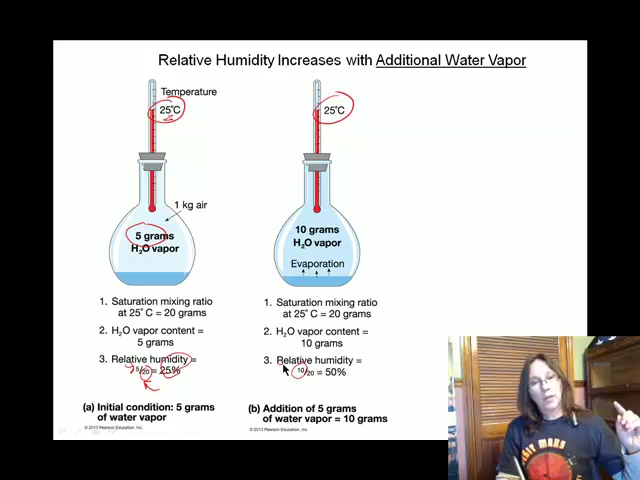 Relative Humidity Increases with Additional Water Vapor
Temperature
25°C
1 kg air
5 grams
H₂O vapor
1. Saturation mixing ratio
at 25° C = 20 grams
2. H₂O vapor content =
5 grams
3. Relative humidity =
5/20 = 25%
(a) Initial condition: 5 grams
of water vapor
© 2013 Pearson Education, Inc.
25°C
10 grams
H₂O vapor
Evaporation
1. Saturation mixing ratio
at 25° C = 20 grams
2. H₂O vapor content =
10 grams
3. Relative humidity =
10/20 = 50%
(b) Addition of 5 grams
of water vapor = 10 grams
© 2013 Pearson Education, Inc.